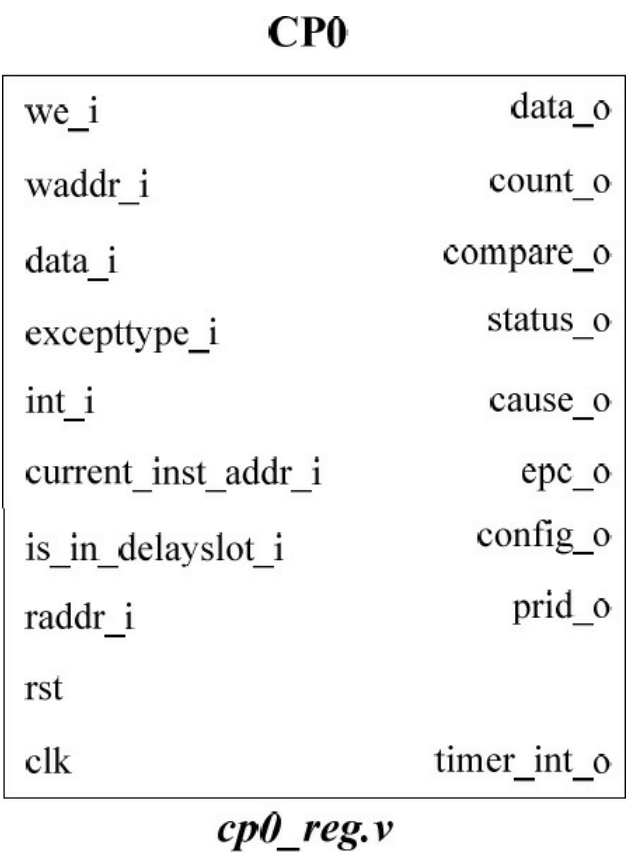 CP0
we_i data_o
waddr_i count_o
data_i compare_o
excepttype_i status_o
int_i cause_o
current_inst_addr_i epc_o
is_in_delayslot_i config_o
raddr_i prid_o
rst
clk timer_int_o
cp0_reg.v